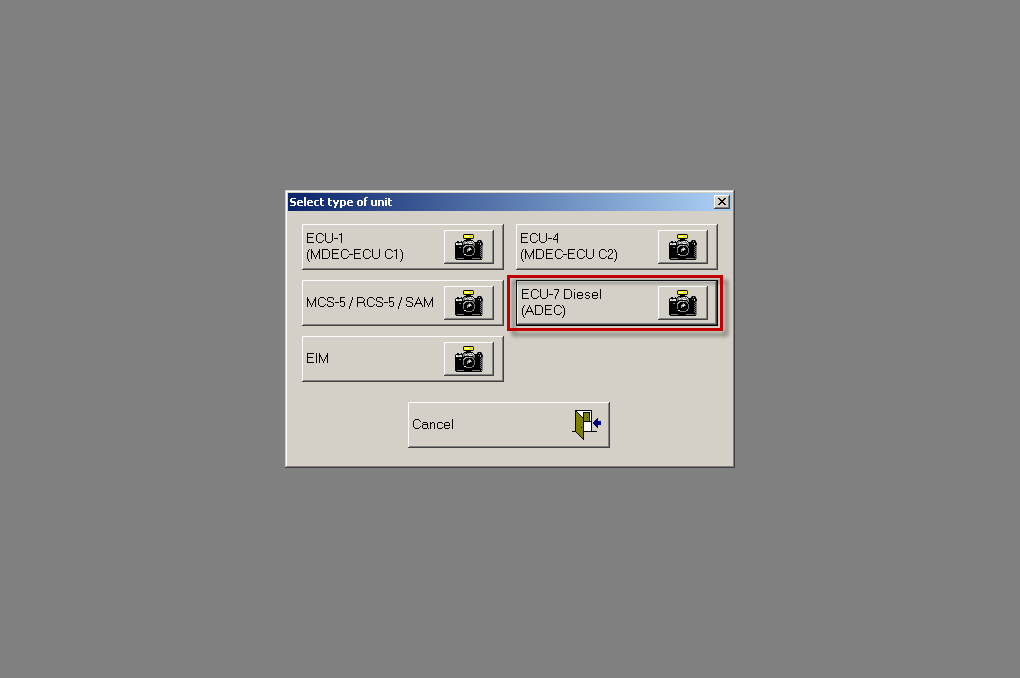 Select type of unit
ECU-1
(MDEC-ECU C1)
ECU-4
(MDEC-ECU C2)
MCS-5 / RCS-5 / SAM
ECU-7 Diesel
(ADEC)
EIM
Cancel